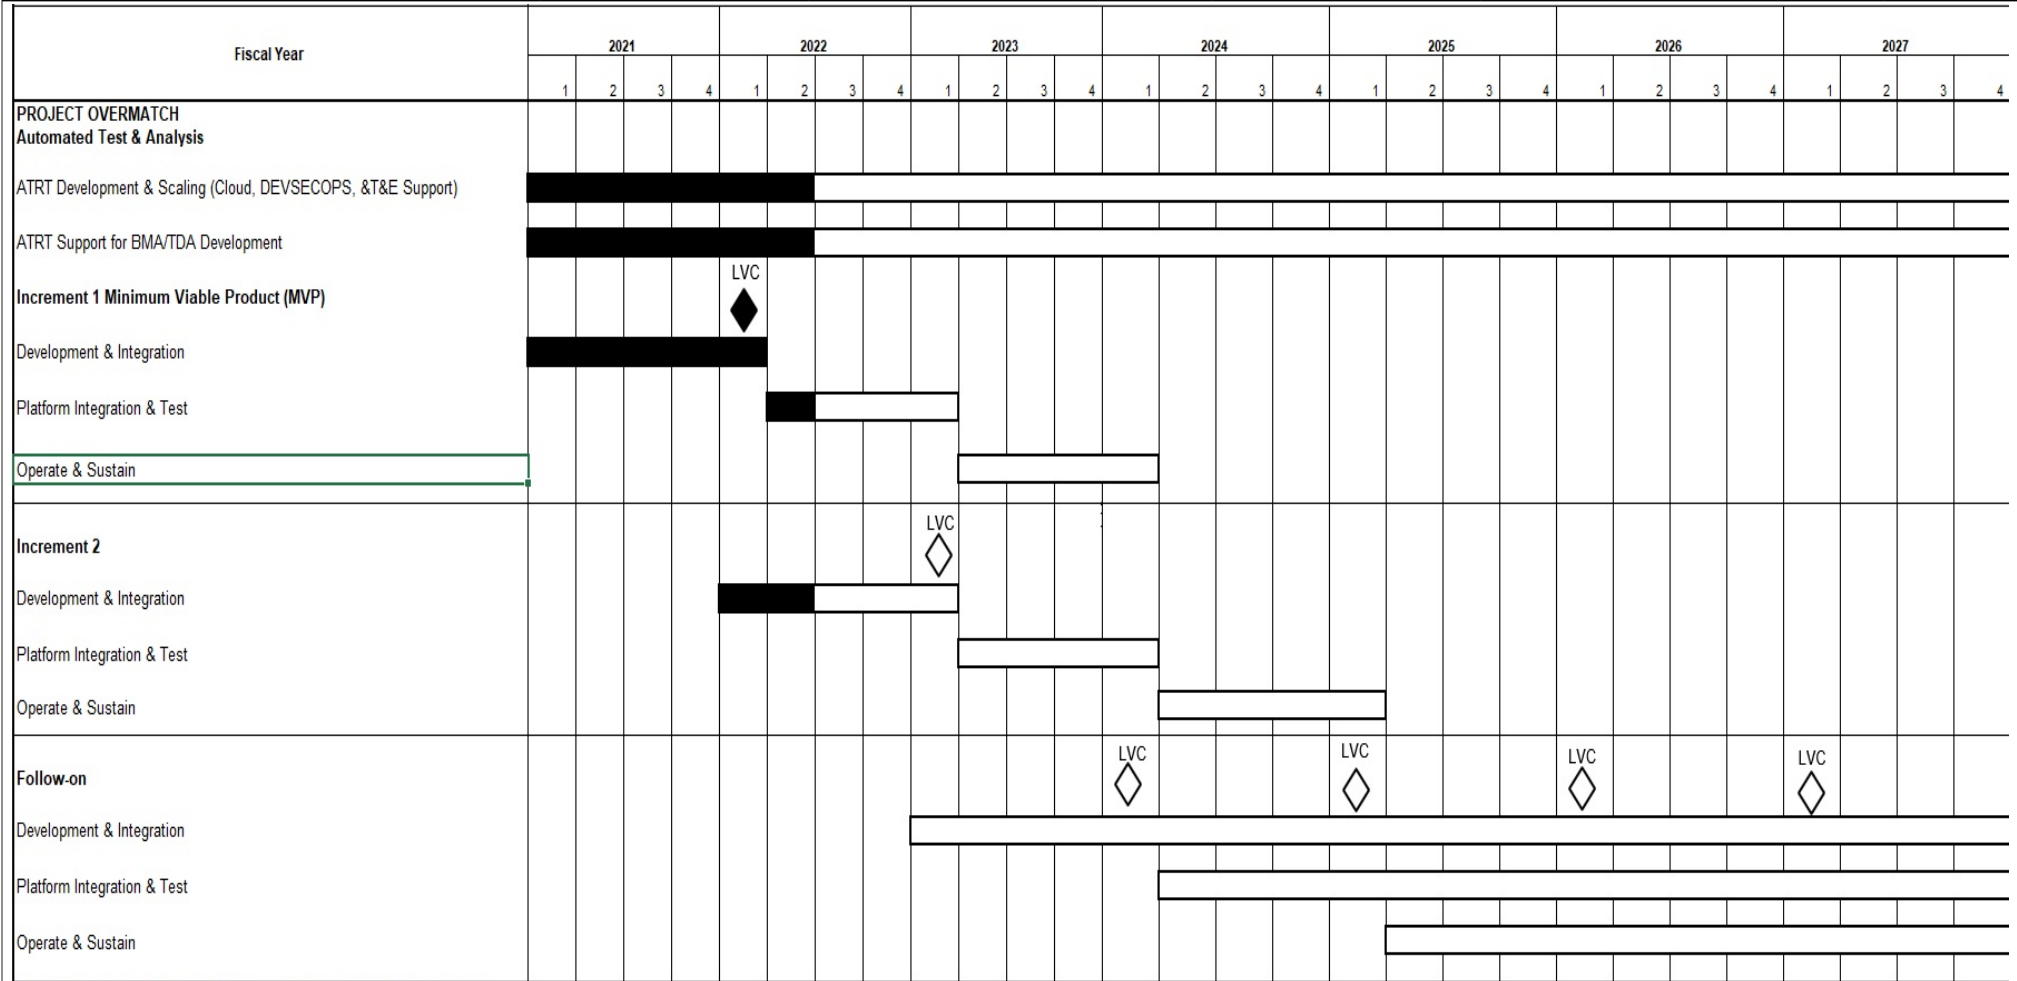 Fiscal Year
2021 2022 2023 2024 2025 2026 2027
1 2 3 4 1 2 3 4 1 2 3 4 1 2 3 4 1 2 3 4 1 2 3 4 1 2 3 4
PROJECT OVERMATCH
Automated Test & Analysis
ATRT Development & Scaling (Cloud, DEVSECOPS, &T&E Support)
ATRT Support for BMA/TDA Development
LVC
Increment 1 Minimum Viable Product (MVP)
Development & Integration
Platform Integration & Test
Operate & Sustain
LVC
Increment 2
Development & Integration
Platform Integration & Test
Operate & Sustain
LVC LVC LVC LVC
Follow-on
Development & Integration
Platform Integration & Test
Operate & Sustain